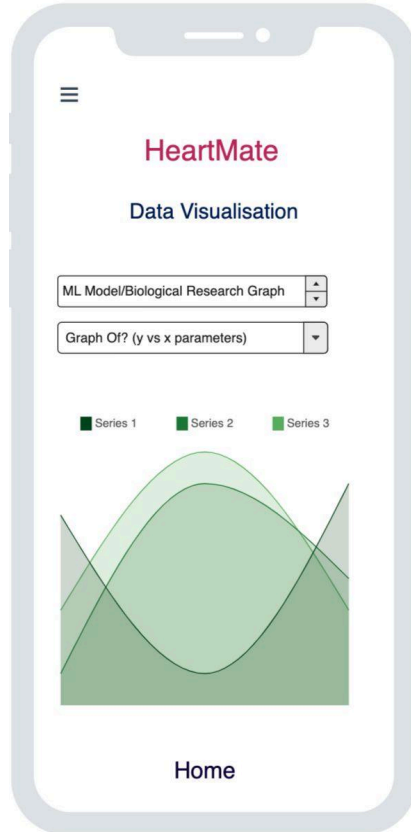 HeartMate
Data Visualisation
ML Model/Biological Research Graph
Graph Of? (y vs x parameters)
Series 1 Series 2 Series 3
Home